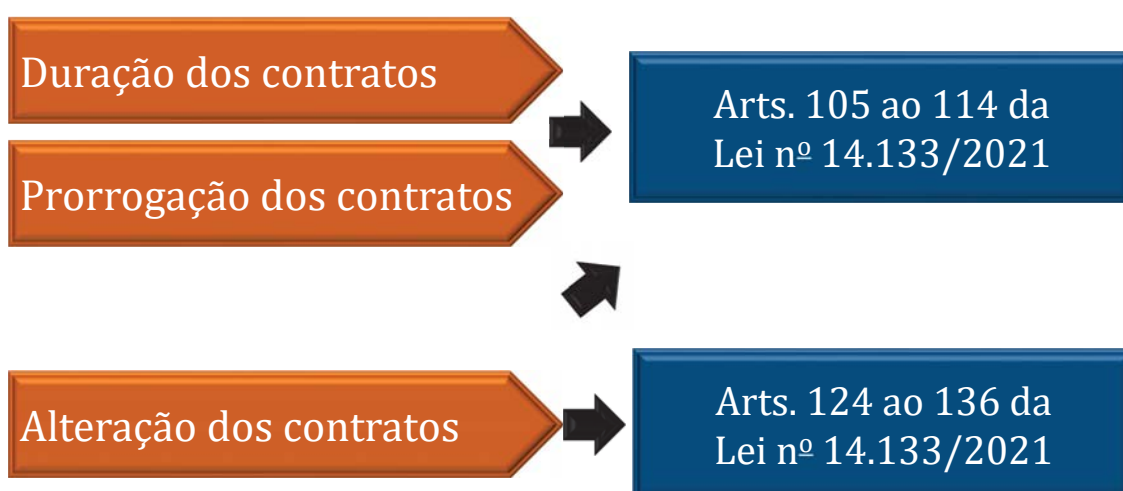 Duração dos contratos
Arts. 105 ao 114 da
Lei nº 14.133/2021
Prorrogação dos contratos
Alteração dos contratos
Arts. 124 ao 136 da
Lei nº 14.133/2021